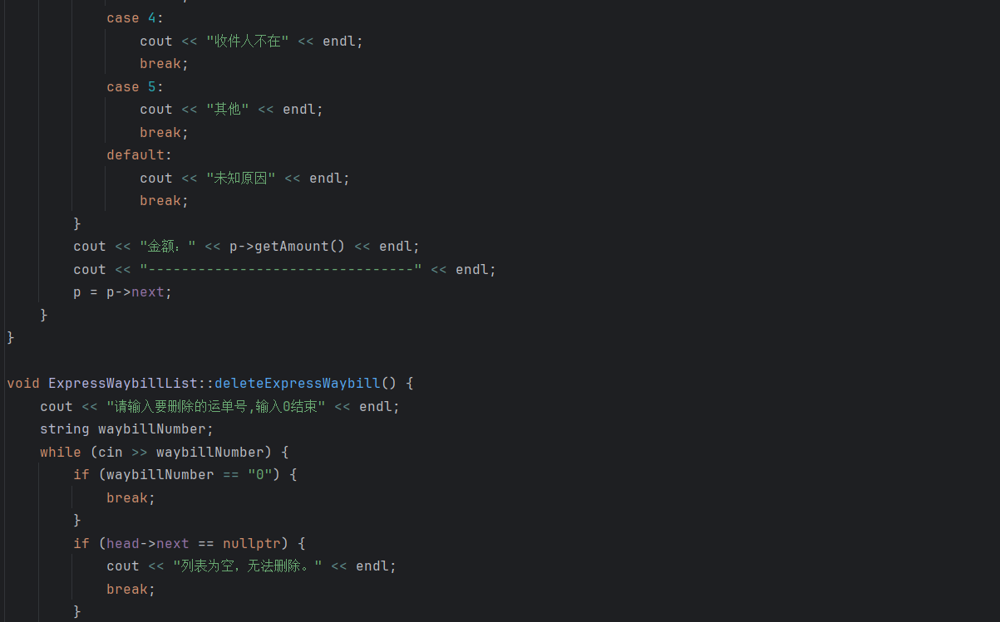 case 4:
cout << "收件人不在" << endl;
break;
case 5:
cout << "其他" << endl;
break;
default:
cout << "未知原因" << endl;
break;
}
cout << "金额：" << p->getAmount() << endl;
cout << "--------------------------------" << endl;
p = p->next;
}
}
void ExpressWaybillList::deleteExpressWaybill() {
cout << "请输入要删除的运单号,输入0结束" << endl;
string waybillNumber;
while (cin >> waybillNumber) {
if (waybillNumber == "0") {
break;
}
if (head->next == nullptr) {
cout << "列表为空，无法删除。" << endl;
break;
}